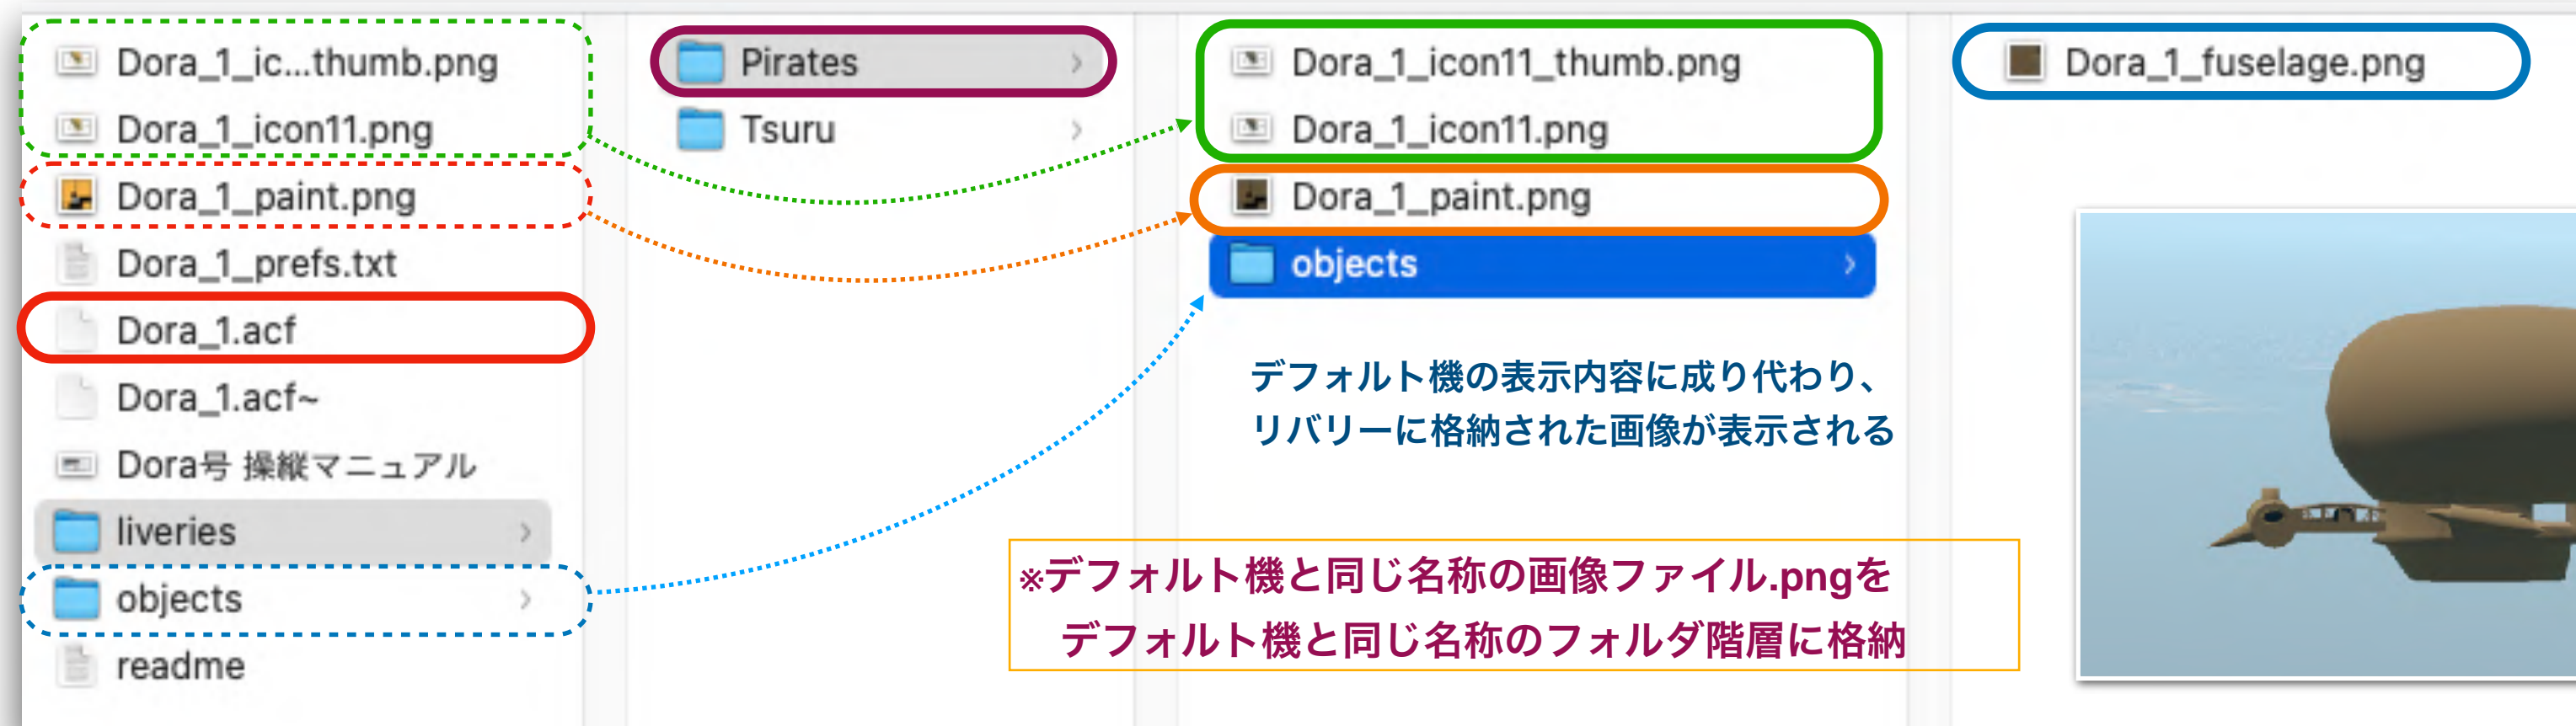 Dora_1_ic...thumb.png
Dora_1_icon11.png
Dora_1_paint.png
Dora_1_prefs.txt
Dora_1.acf
Dora_1.acf~
Dora号 操縦マニュアル
liveries
objects
readme
Pirates
Tsuru
Dora_1_icon11_thumb.png
Dora_1_icon11.png
Dora_1_paint.png
objects
デフォルト機の表示内容に成り代わり、
リバリーに格納された画像が表示される
※デフォルト機と同じ名称の画像ファイル.pngを
デフォルト機と同じ名称のフォルダ階層に格納
Dora_1_fuselage.png